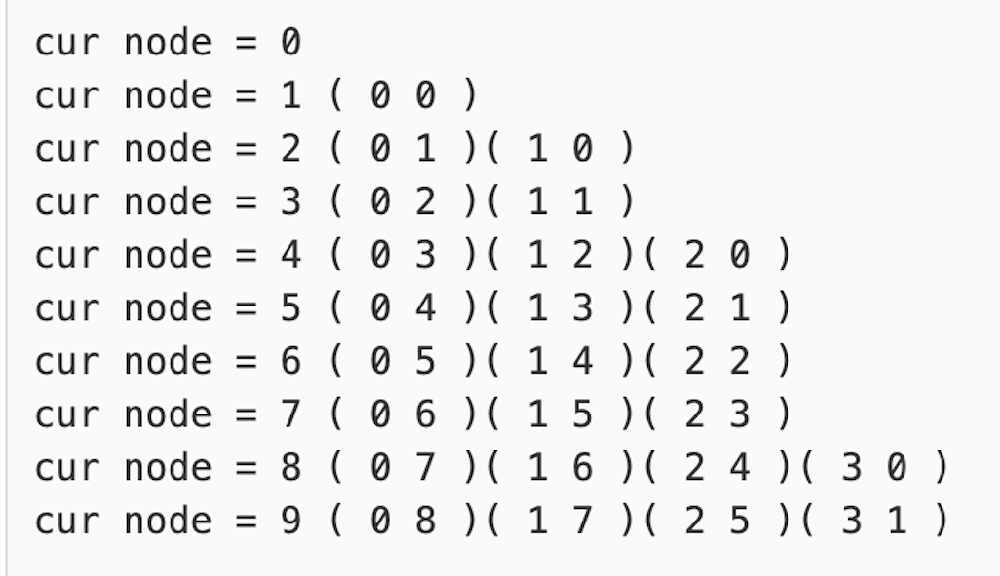 cur node = 0
cur node = 1 ( 0 0 )
cur node = 2 ( 0 1 )( 1 0 )
cur node = 3 ( 0 2 )( 1 1 )
cur node = 4 ( 0 3 )( 1 2 )( 2 0 )
cur node = 5 ( 0 4 )( 1 3 )( 2 1 )
cur node = 6 ( 0 5 )( 1 4 )( 2 2 )
cur node = 7 ( 0 6 )( 1 5 )( 2 3 )
cur node = 8 ( 0 7 )( 1 6 )( 2 4 )( 3 0 )
cur node = 9 ( 0 8 )( 1 7 )( 2 5 )( 3 1 )